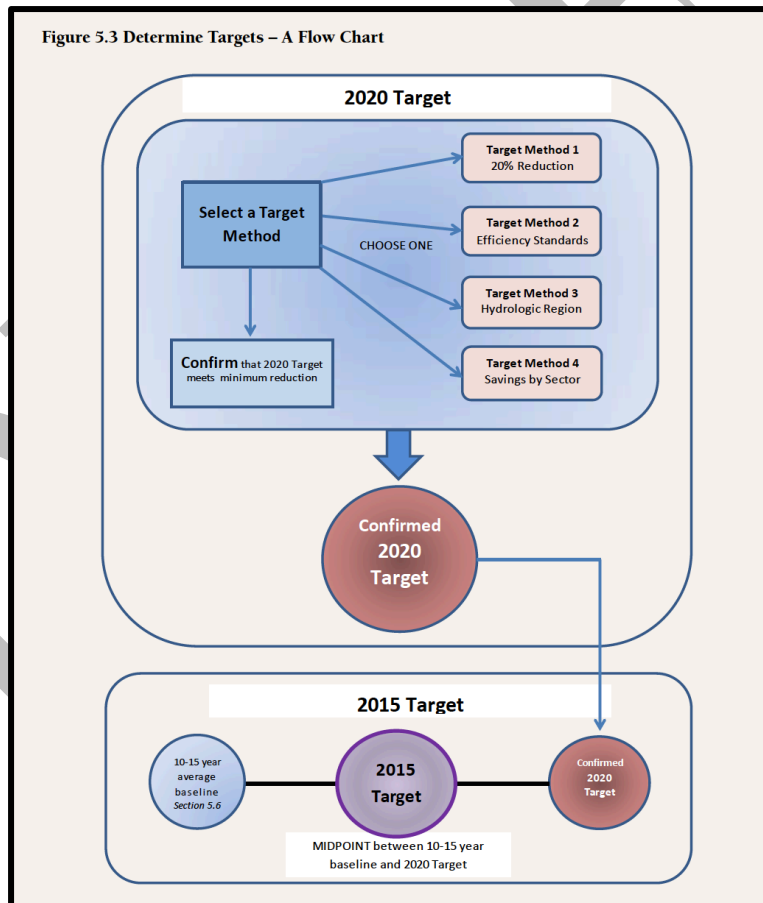 Figure 5.3 Determine Targets – A Flow Chart
2020 Target
Select a Target
Method
CHOOSE ONE
Target Method 1
20% Reduction
Target Method 2
Efficiency Standards
Target Method 3
Hydrologic Region
Target Method 4
Savings by Sector
Confirm that 2020 Target
meets minimum reduction
Confirmed
2020
Target
2015 Target
10-15 year
average
baseline
Section 5.6
2015
Target
Confirmed
2020
Target
MIDPOINT between 10-15 year
baseline and 2020 Target